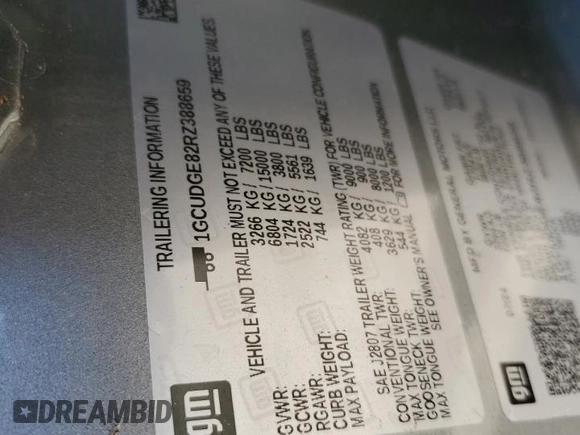 TRAILERING INFORMATION
1GCUDGE82RZ388659
VEHICLE AND TRAILER MUST NOT EXCEED ANY OF THESE VALUES
GVWR: 3266 KG/ 7200 LBS
GCWR: 6804 KG/ 15000 LBS
RGAWR: 1724 KG/ 3800 LBS
CURB WEIGHT: 2522 KG/ 5561 LBS
MAX PAYLOAD: 744 KG/ 1639 LBS
SAE J2807 TRAILER WEIGHT RATING (TWR) FOR VEHICLE CONFIGURATION
CONVENTIONAL TWR: 4082 KG/ 9000 LBS
MAX TONGUE WEIGHT: 408 KG/ 900 LBS
GOOSENECK TWR: 3629 KG/ 8000 LBS
MAX TONGUE WEIGHT: 544 KG/ 1200 LBS
SEE OWNER'S MANUAL FOR MORE INFORMATION
gm
MFD BY GENERAL MOTORS LLC
gm
DREAMBID